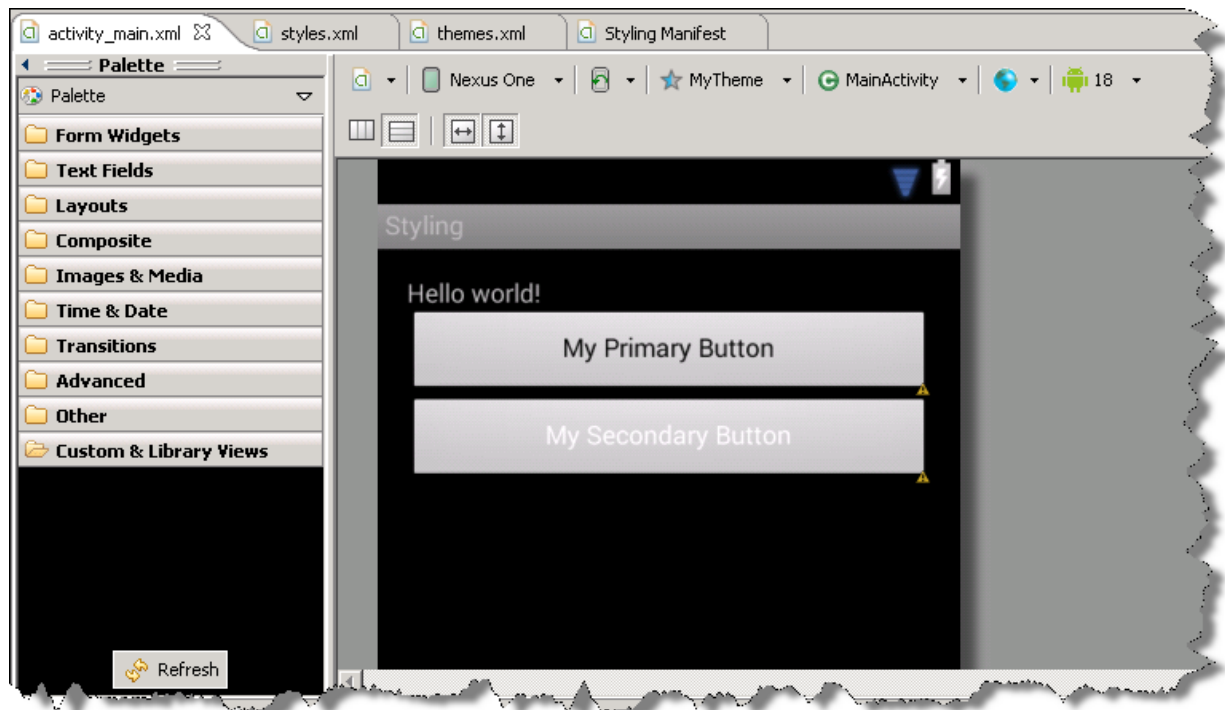 activity_main.xml
styles.xml
themes.xml
Styling Manifest
Palette
Palette
Form Widgets
Text Fields
Layouts
Composite
Images & Media
Time & Date
Transitions
Advanced
Other
Custom & Library Views
Refresh
Nexus One
MyTheme
C MainActivity
18
Styling
Hello world!
My Primary Button
My Secondary Button